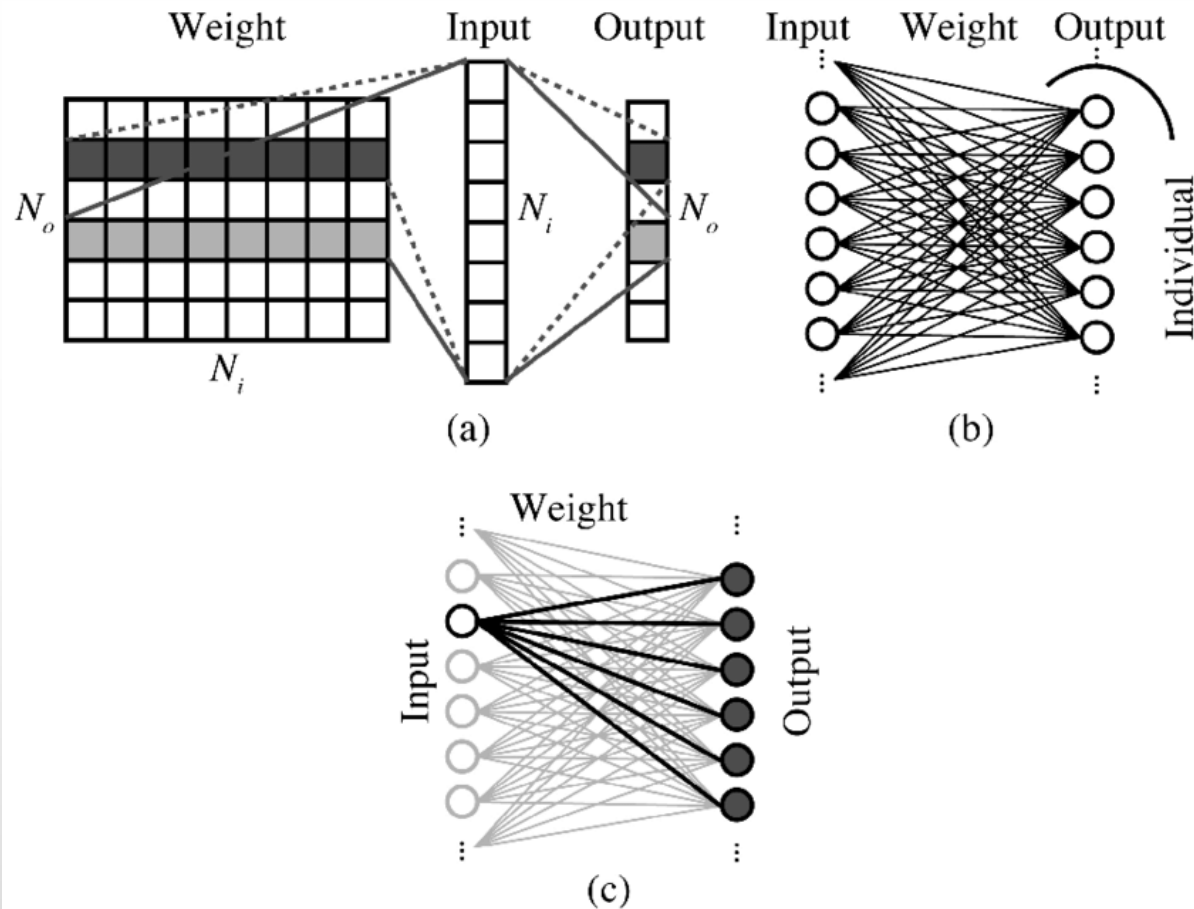 Weight Input Output
N_o N_i N_o
N_i
(a)
Input Weight Output
...
...
Individual
...
...
(b)
Weight
...
...
Input
Output
...
...
(c)